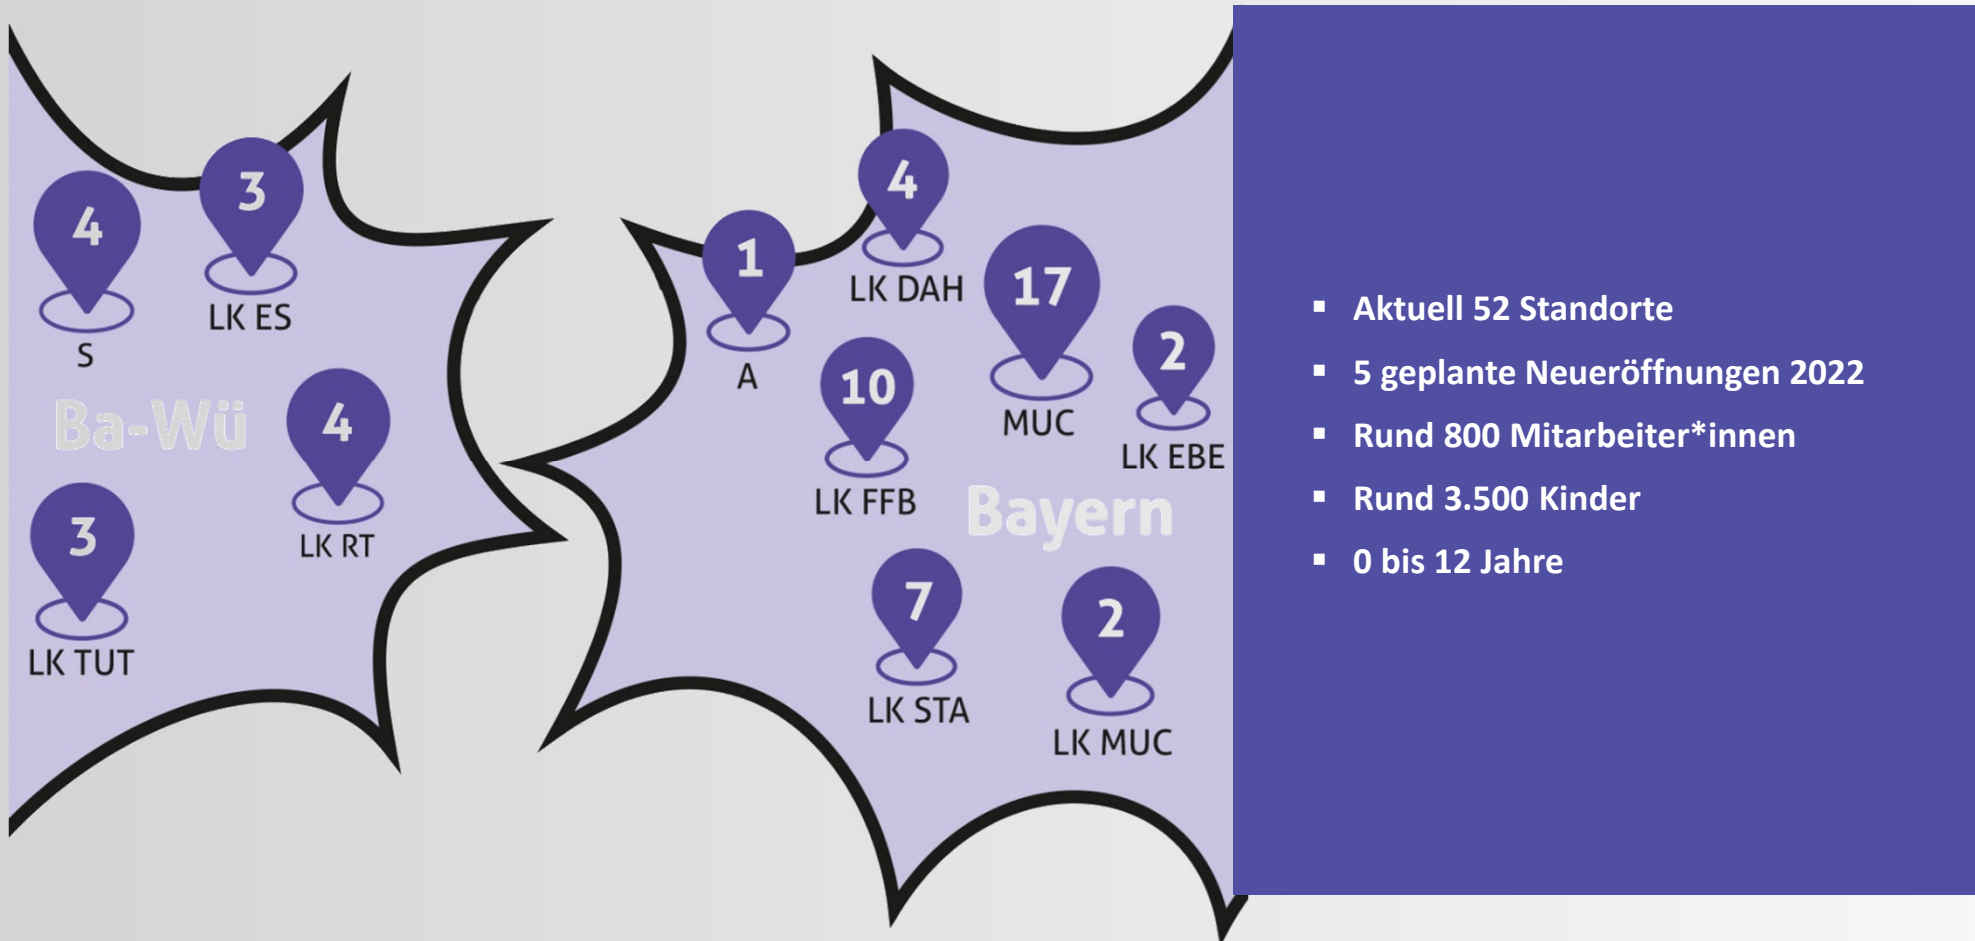 4
S
3
LK ES
Ba-Wü
4
LK RT
3
LK TUT
1
A
4
LK DAH
17
MUC
2
LK EBE
10
LK FFB
Bayern
7
LK STA
2
LK MUC
▪ Aktuell 52 Standorte
▪ 5 geplante Neueröffnungen 2022
▪ Rund 800 Mitarbeiter*innen
▪ Rund 3.500 Kinder
▪ 0 bis 12 Jahre